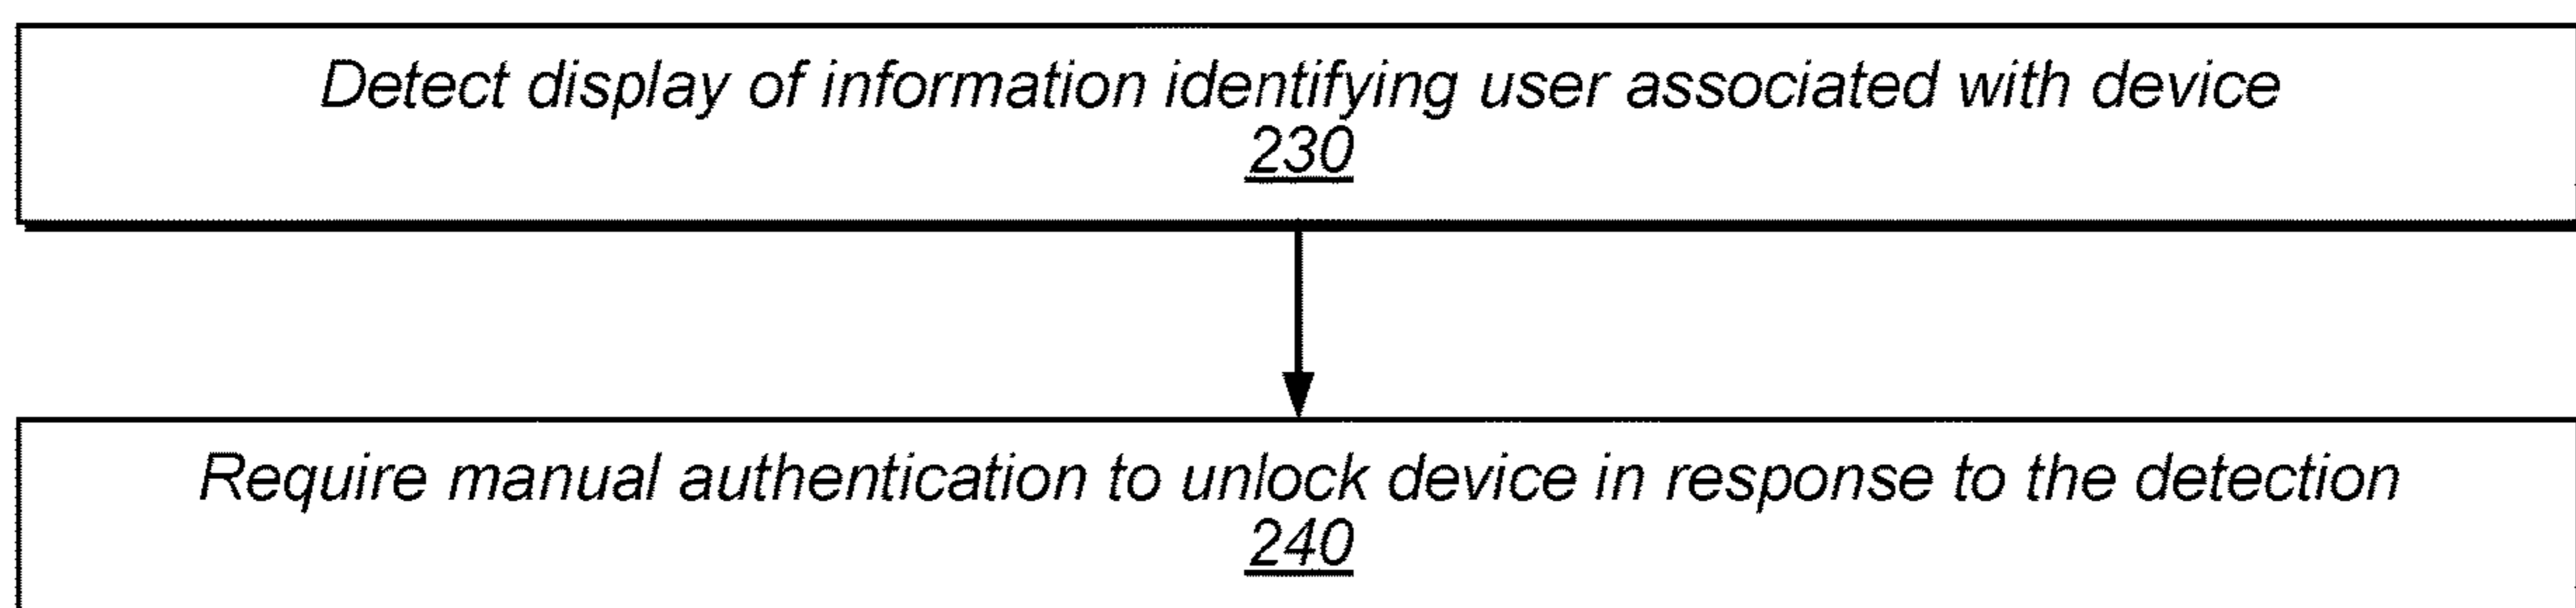 Detect display of information identifying user associated with device
230
Require manual authentication to unlock device in response to the detection
240